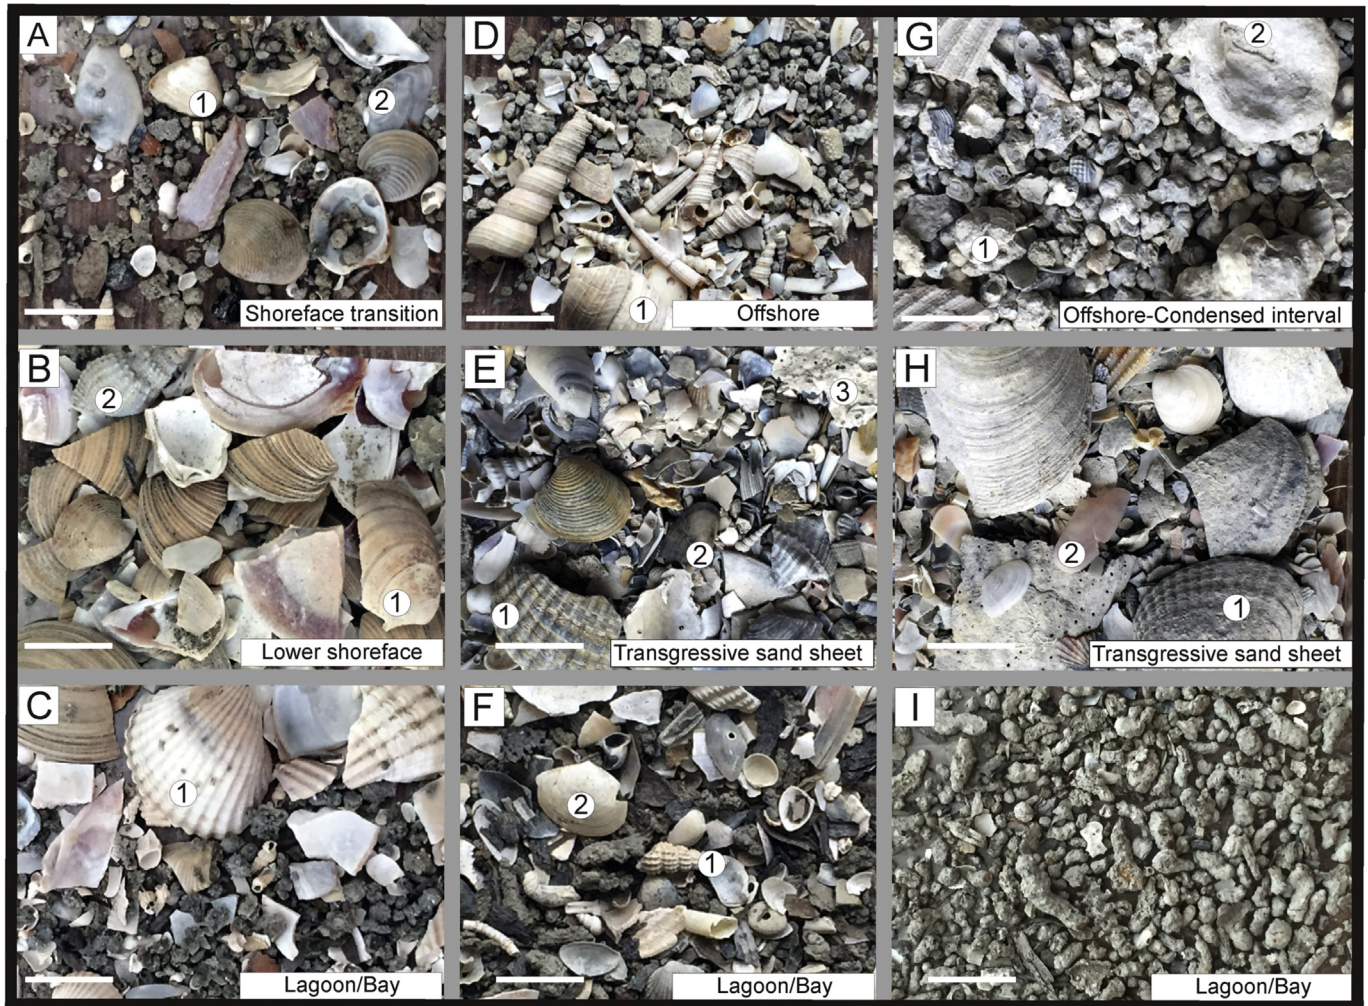 A
1
2
Shoreface transition
D
1
Offshore
G
2
1
Offshore-Condensed interval
B
2
1
Lower shoreface
E
3
2
1
Transgressive sand sheet
H
2
1
Transgressive sand sheet
C
1
Lagoon/Bay
F
2
1
Lagoon/Bay
I
Lagoon/Bay